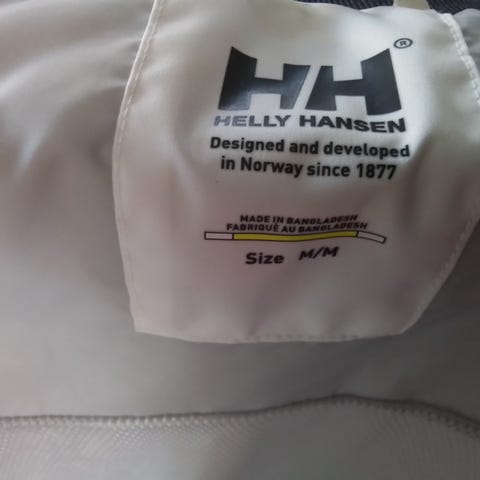 HH®
HELLY HANSEN
Designed and developed
in Norway since 1877
MADE IN BANGLADESH
FABRIQUÉ AU BANGLADESH
Size M/M